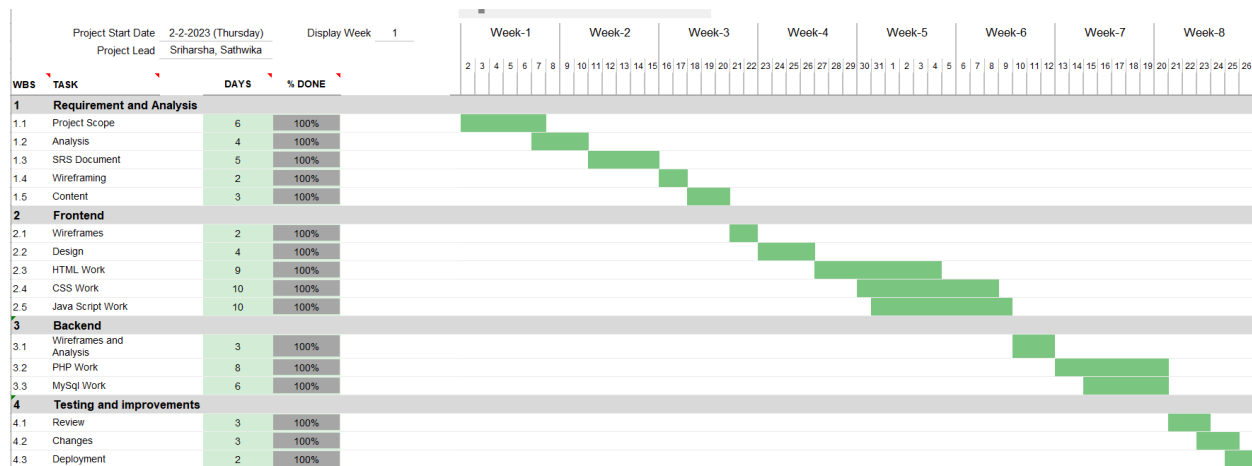 Project Start Date 2-2-2023 (Thursday) Display Week 1 Week-1 Week-2 Week-3 Week-4 Week-5 Week-6 Week-7 Week-8
Project Lead Sriharsha, Sathwika
2 3 4 5 6 7 8 9 10 11 12 13 14 15 16 17 18 19 20 21 22 23 24 25 26 27 28 29 30 31 1 2 3 4 5 6 7 8 9 10 11 12 13 14 15 16 17 18 19 20 21 22 23 24 25 26
WBS TASK DAYS % DONE
1 Requirement and Analysis
1.1 Project Scope 6 100%
1.2 Analysis 4 100%
1.3 SRS Document 5 100%
1.4 Wireframing 2 100%
1.5 Content 3 100%
2 Frontend
2.1 Wireframes 2 100%
2.2 Design 4 100%
2.3 HTML Work 9 100%
2.4 CSS Work 10 100%
2.5 Java Script Work 10 100%
3 Backend
3.1 Wireframes and Analysis 3 100%
3.2 PHP Work 8 100%
3.3 MySql Work 6 100%
4 Testing and improvements
4.1 Review 3 100%
4.2 Changes 3 100%
4.3 Deployment 2 100%